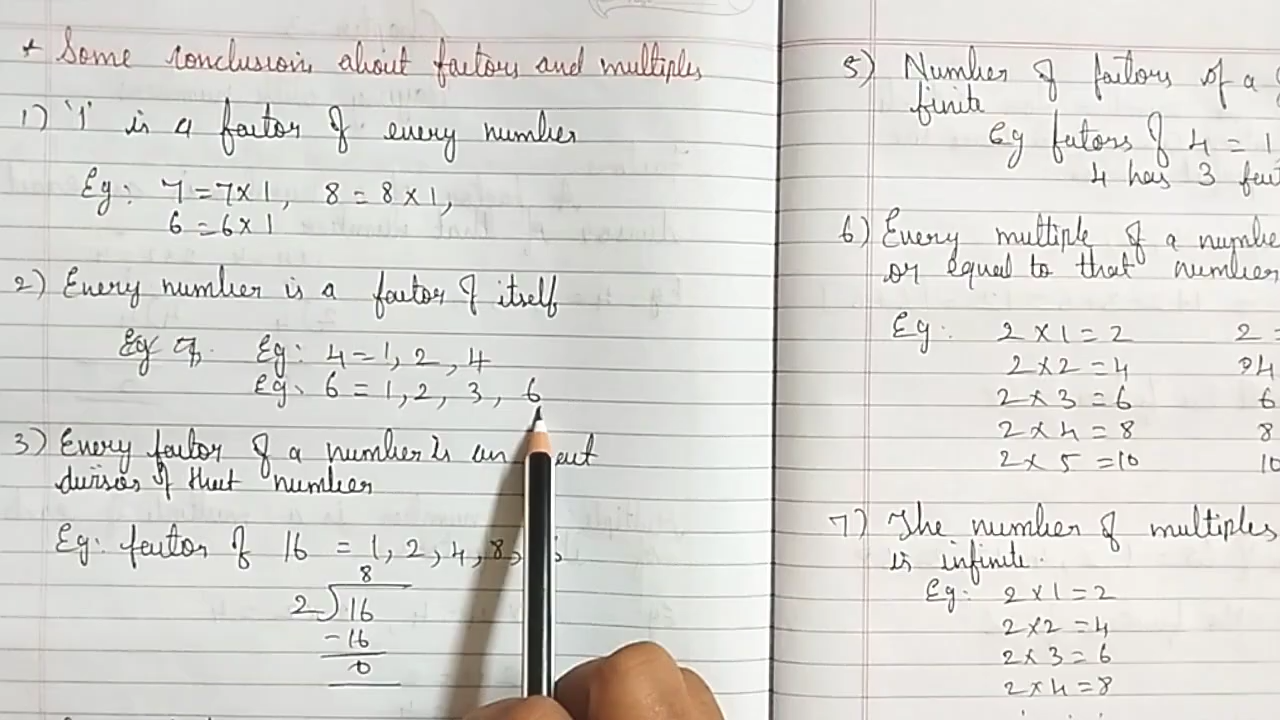 * Some conclusions about factors and multiples
1) '1' is a factor of every number
Eg: 7 = 7 × 1, 8 = 8 × 1,
6 = 6 × 1
2) Every number is a factor of itself
Eg: 4 = 1, 2, 4
Eg: 6 = 1, 2, 3, 6
3) Every factor of a number is an
divisor of that number
Eg: factor of 16 = 1, 2, 4, 8,
8
2)16
-16
0
5) Number of factors of a
finite
Eg factors of 4 = 1
4 has 3
6) Every multiple of a
or equal to that number
Eg: 2 × 1 = 2 2 =
2 × 2 = 4 4
2 × 3 = 6 6
2 × 4 = 8 8
2 × 5 = 10 10
7) The number of multiples
is infinite.
Eg: 2 × 1 = 2
2 × 2 = 4
2 × 3 = 6
2 × 4 = 8